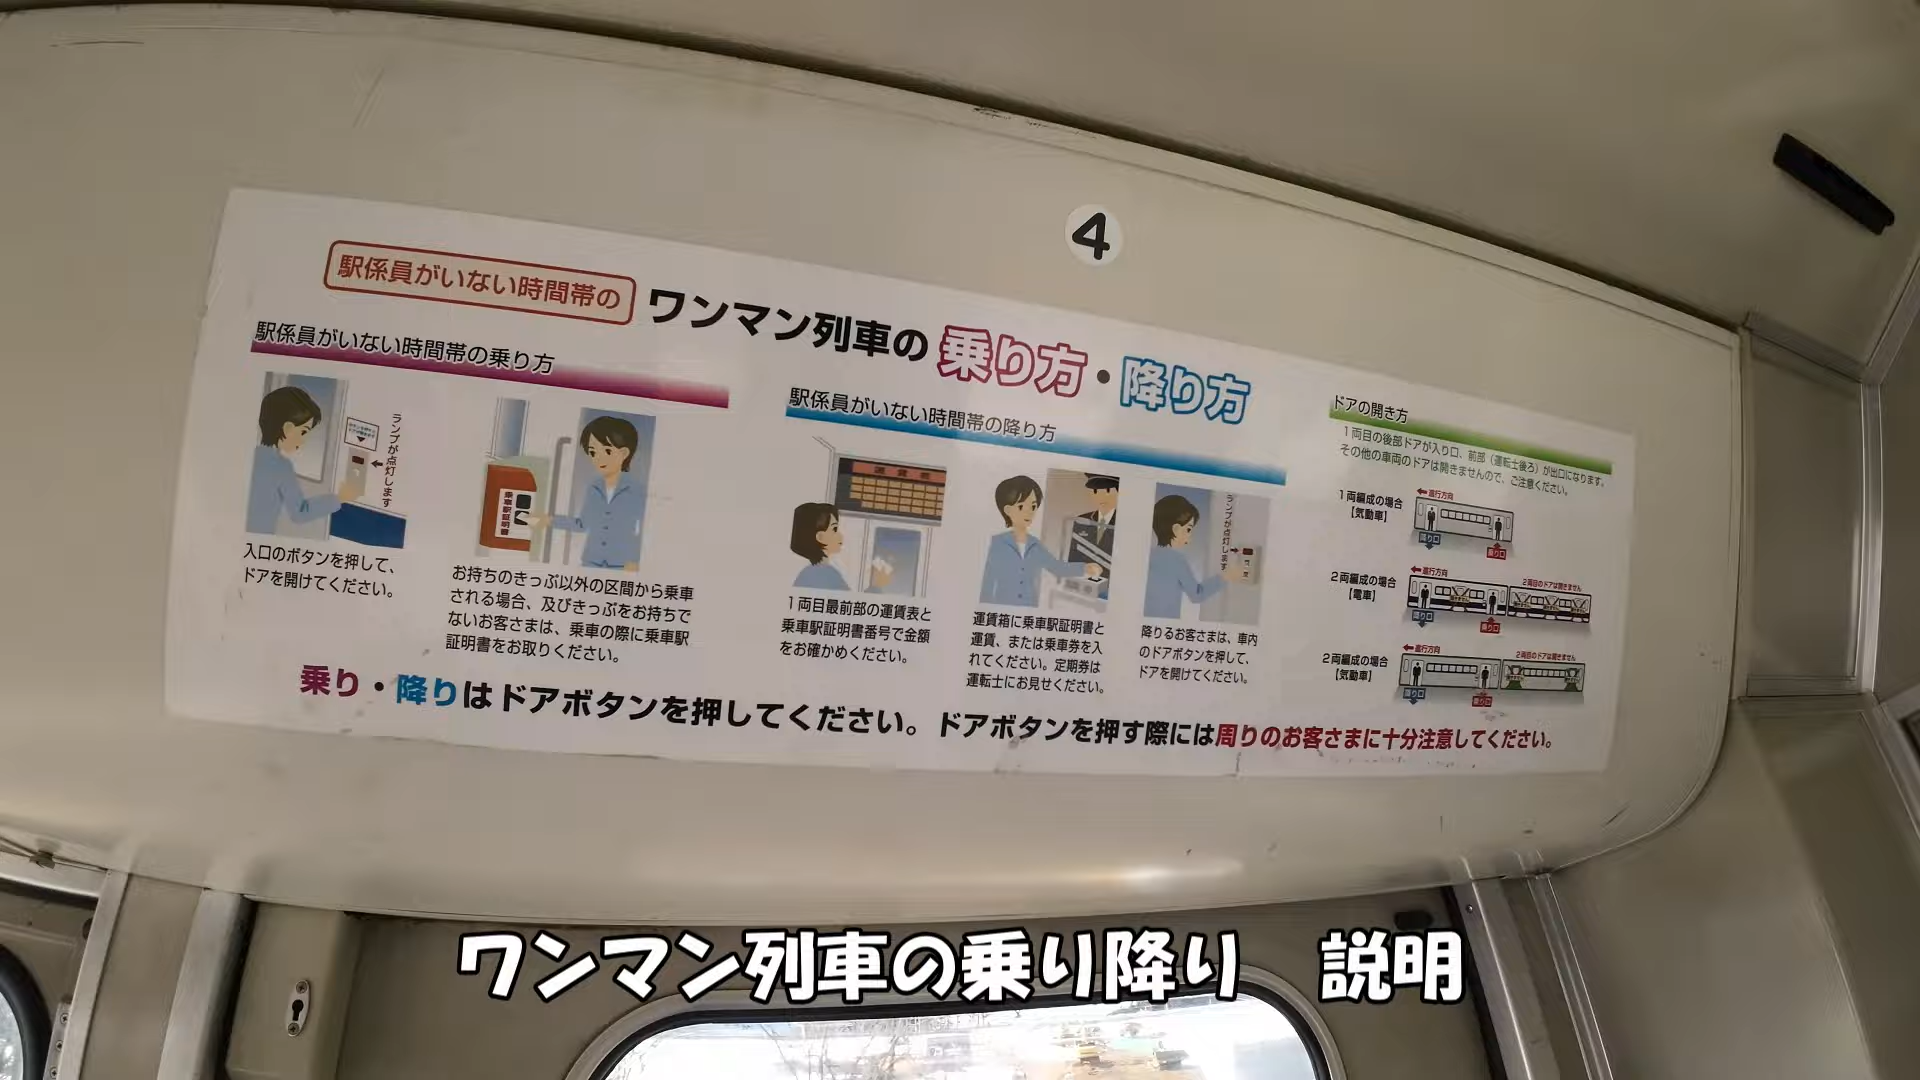 4
駅係員がいない時間帯の ワンマン列車の乗り方・降り方
駅係員がいない時間帯の乗り方
ランプが点灯します
入口のボタンを押して、
ドアを開けてください。
乗車駅証明書
お持ちのきっぷ以外の区間から乗車
される場合、及びきっぷをお持ちで
ないお客さまは、乗車の際に乗車駅
証明書をお取りください。
駅係員がいない時間帯の降り方
運賃表
1両目最前部の運賃表と
乗車駅証明書番号で金額
をお確かめください。
運賃箱に乗車駅証明書と
運賃、または乗車券を入
れてください。定期券は
運転士にお見せください。
ランプが点灯します
降りるお客さまは、車内
のドアボタンを押して、
ドアを開けてください。
ドアの開き方
1両目の後部ドアが入り口、前部（運転士後ろ）が出口になります。
その他の車両のドアは開きませんので、ご注意ください。
1両編成の場合
【気動車】
進行方向
降り口
乗り口
2両編成の場合
【電車】
進行方向
2両目のドアは開きません
降り口
乗り口
2両編成の場合
【気動車】
進行方向
2両目のドアは開きません
降り口
乗り口
乗り・降りはドアボタンを押してください。ドアボタンを押す際には周りのお客さまに十分注意してください。
ワンマン列車の乗り降り　説明